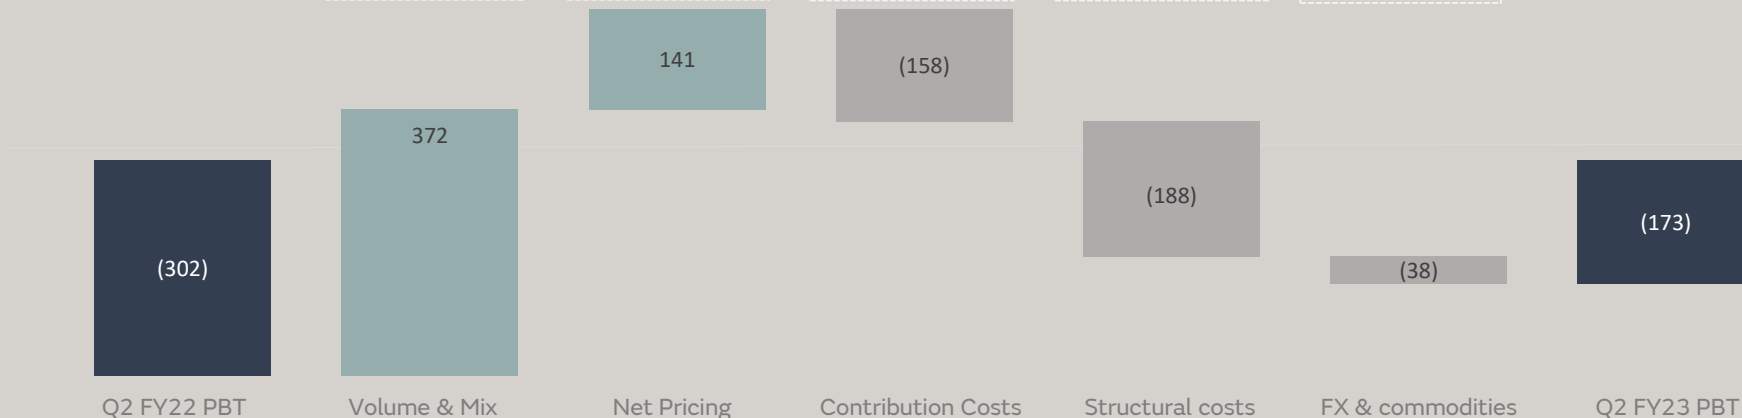 141
(158)
372
(188)
(302)
(38)
(173)
Q2 FY22 PBT
Volume & Mix
Net Pricing
Contribution Costs
Structural costs
FX & commodities
Q2 FY23 PBT